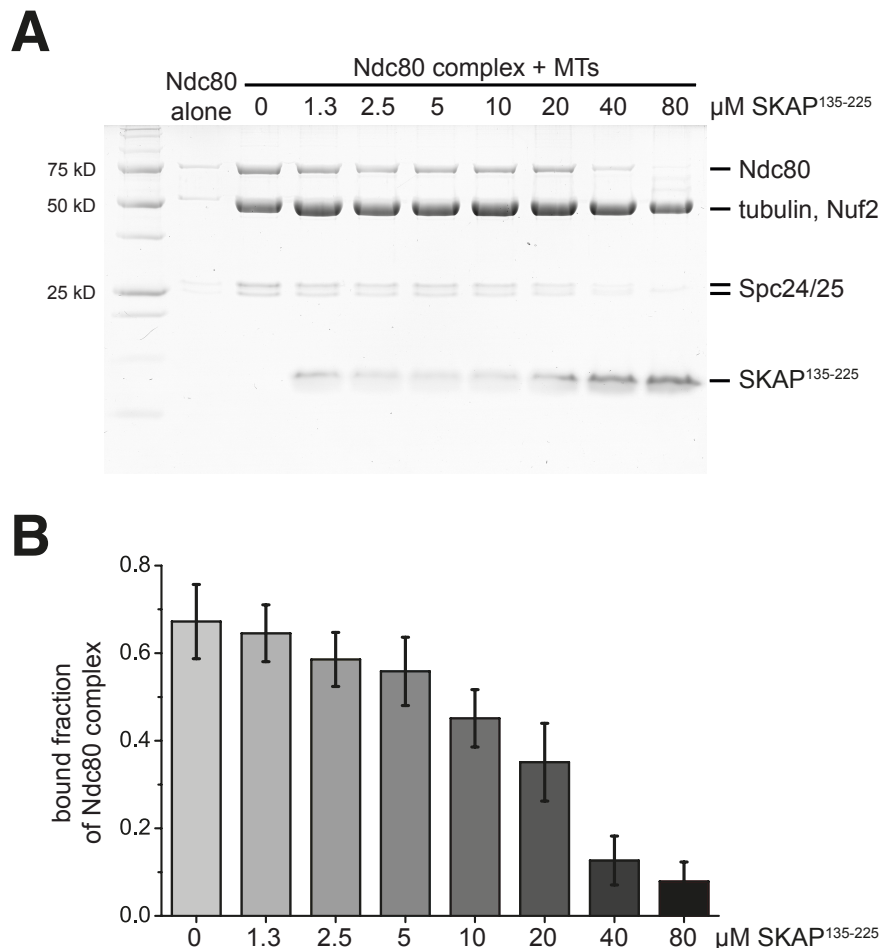 A
Ndc80 alone
Ndc80 complex + MTs
0 1.3 2.5 5 10 20 40 80 µM SKAP¹³⁵⁻²²⁵
75 kD
Ndc80
50 kD
tubulin, Nuf2
25 kD
Spc24/25
SKAP¹³⁵⁻²²⁵
B
bound fraction
of Ndc80 complex
0.8
0.6
0.4
0.2
0.0
0 1.3 2.5 5 10 20 40 80 µM SKAP¹³⁵⁻²²⁵